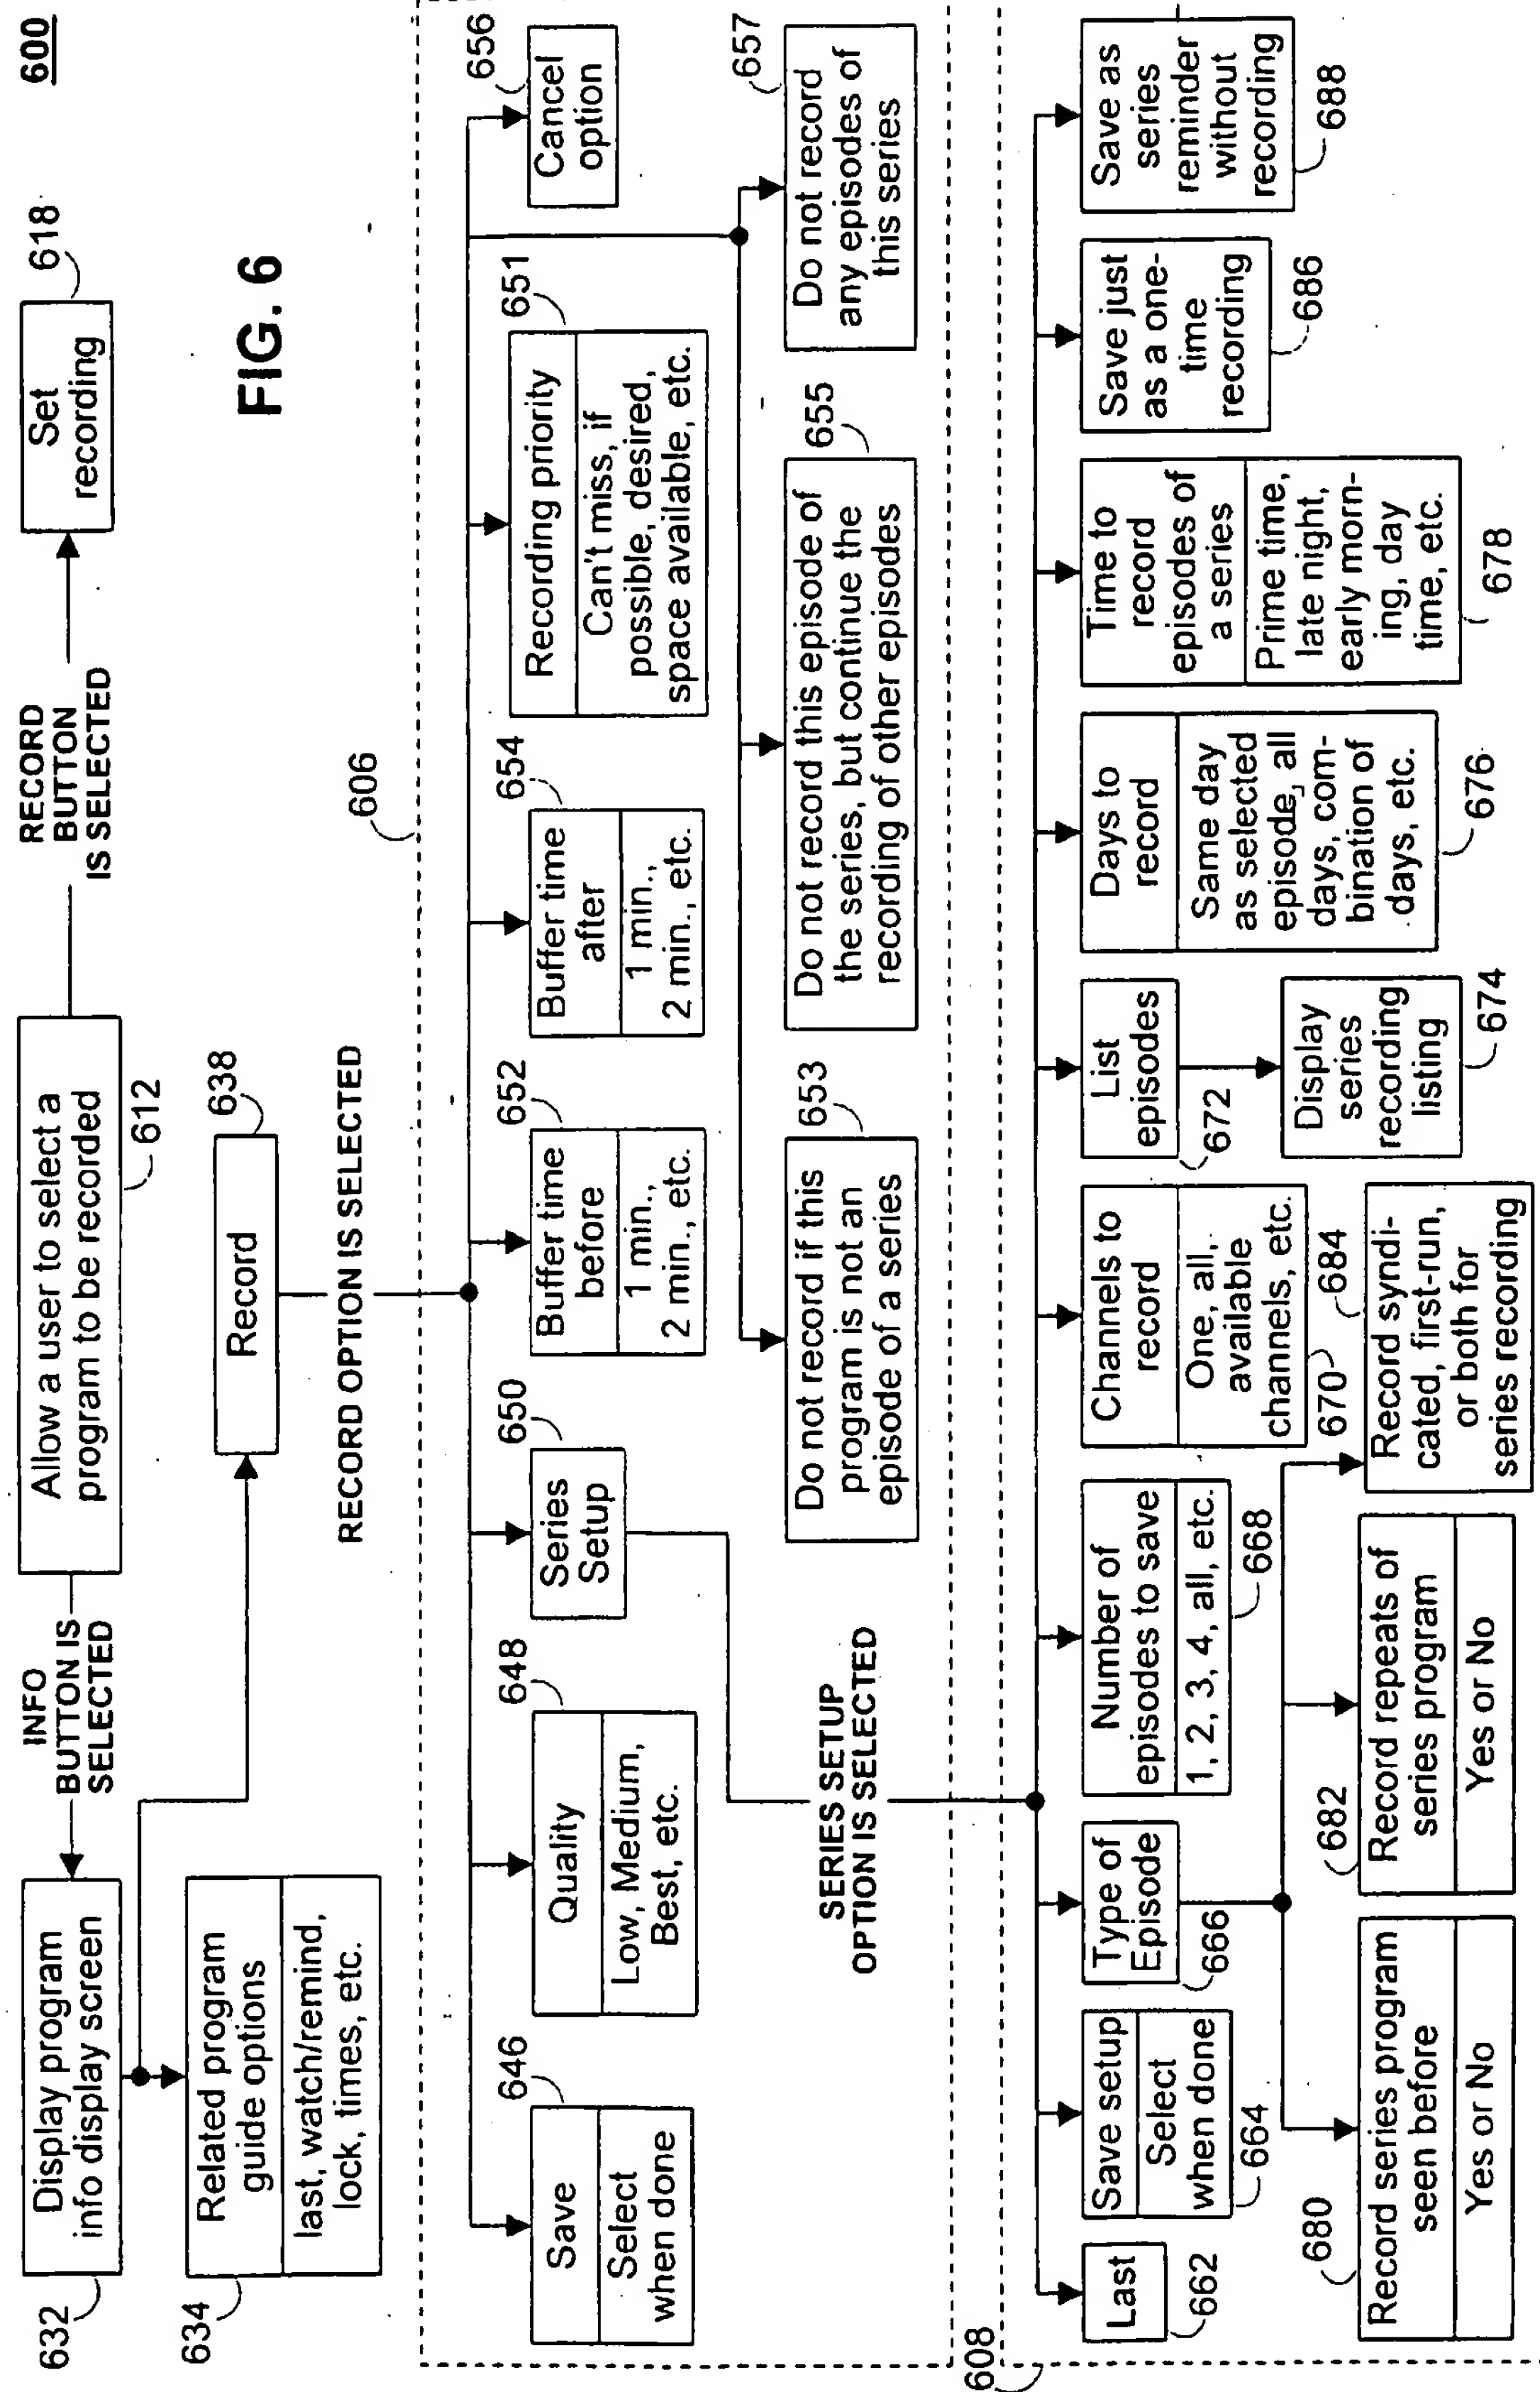 600
Allow a user to select a
program to be recorded
612
RECORD
BUTTON
IS SELECTED
Set
recording
618
INFO
BUTTON IS
SELECTED
Display program
info display screen
632
Related program
guide options
last, watch/remind,
lock, times, etc.
634
Record
638
FIG. 6
RECORD OPTION IS SELECTED
606
Save
Select
when done
646
Quality
Low, Medium,
Best, etc.
648
Series
Setup
650
Buffer time
before
1 min.,
2 min., etc.
652
Buffer time
after
1 min.,
2 min., etc.
654
Recording priority
Can't miss, if
possible, desired,
space available, etc.
651
Cancel
option
656
Do not record if this
program is not an
episode of a series
653
Do not record this episode of
the series, but continue the
recording of other episodes
655
Do not record
any episodes of
this series
657
SERIES SETUP
OPTION IS SELECTED
608
Last
662
Save setup
Select
when done
664
Type of
Episode
666
Number of
episodes to save
1, 2, 3, 4, all, etc.
668
Channels to
record
One, all,
available
channels, etc.
670
List
episodes
672
Display
series
recording
listing
674
Days to
record
Same day
as selected
episode, all
days, com-
bination of
days, etc.
676
Time to
record
episodes of
a series
Prime time,
late night,
early morn-
ing, day
time, etc.
678
Save just
as a one-
time
recording
686
Save as
series
reminder
without
recording
688
680
Record series program
seen before
Yes or No
682
Record repeats of
series program
Yes or No
684
Record syndi-
cated, first-run,
or both for
series recording